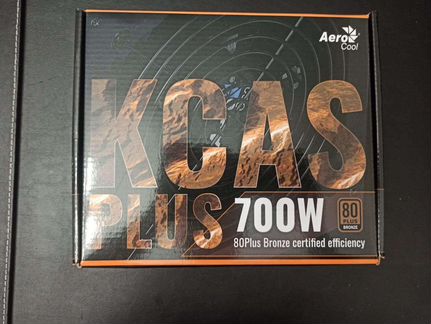 Aero
Cool
KCAS
PLUS 700W
80
PLUS
BRONZE
80Plus Bronze certified efficiency